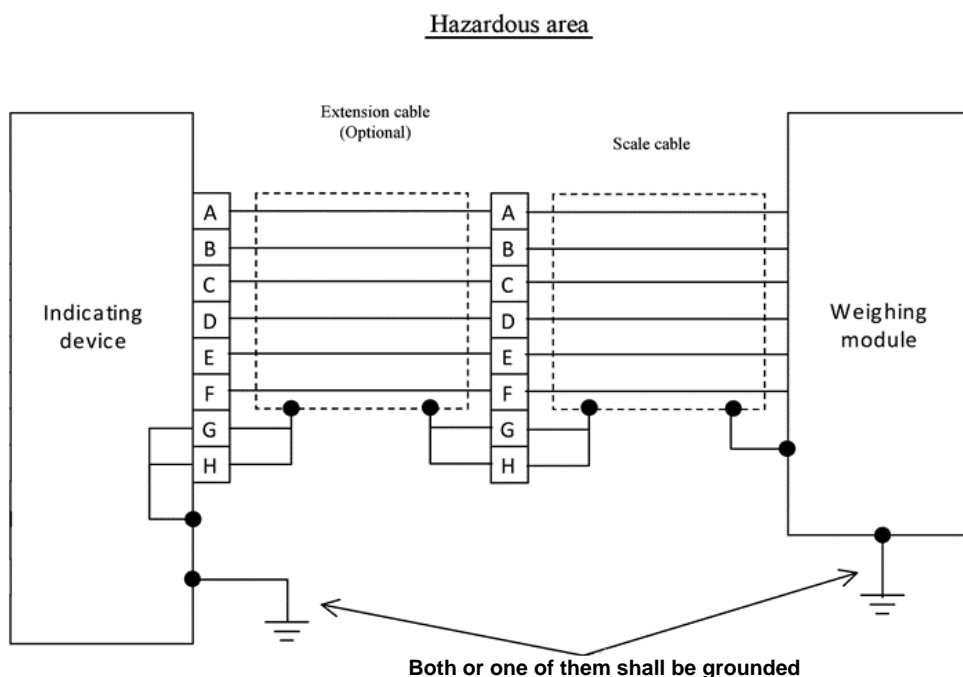 Hazardous area
Extension cable
(Optional)
Scale cable
Indicating
device
A
B
C
D
E
F
G
H
A
B
C
D
E
F
G
H
Weighing
module
Both or one of them shall be grounded